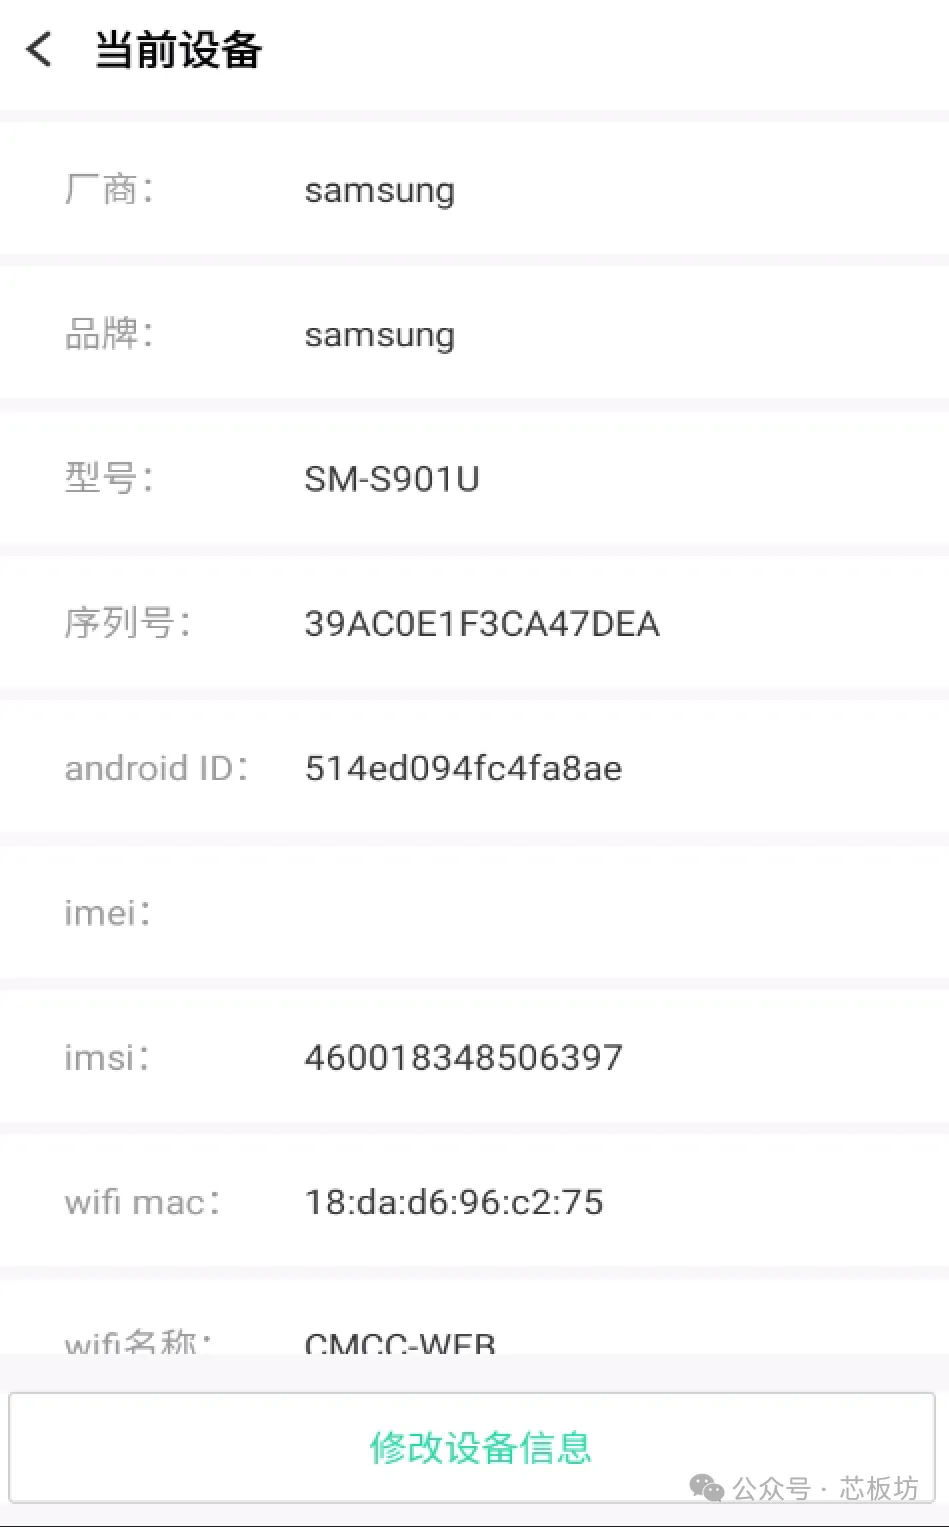 当前设备
厂商： samsung
品牌： samsung
型号： SM-S901U
序列号： 39AC0E1F3CA47DEA
android ID： 514ed094fc4fa8ae
imei：
imsi： 460018348506397
wifi mac： 18:da:d6:96:c2:75
wifi名称： CMCC-WEB
修改设备信息
公众号 · 芯板坊